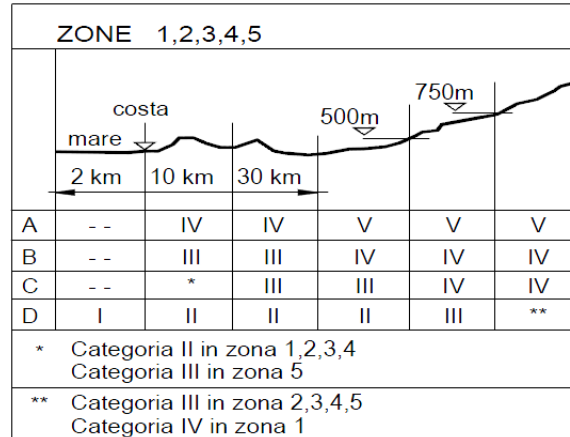 ZONE 1,2,3,4,5
750m
500m
costa
mare
2 km 10 km 30 km
A -- IV IV V V V
B -- III III IV IV IV
C -- * III III IV IV
D I II II II III **
* Categoria II in zona 1,2,3,4
Categoria III in zona 5
** Categoria III in zona 2,3,4,5
Categoria IV in zona 1